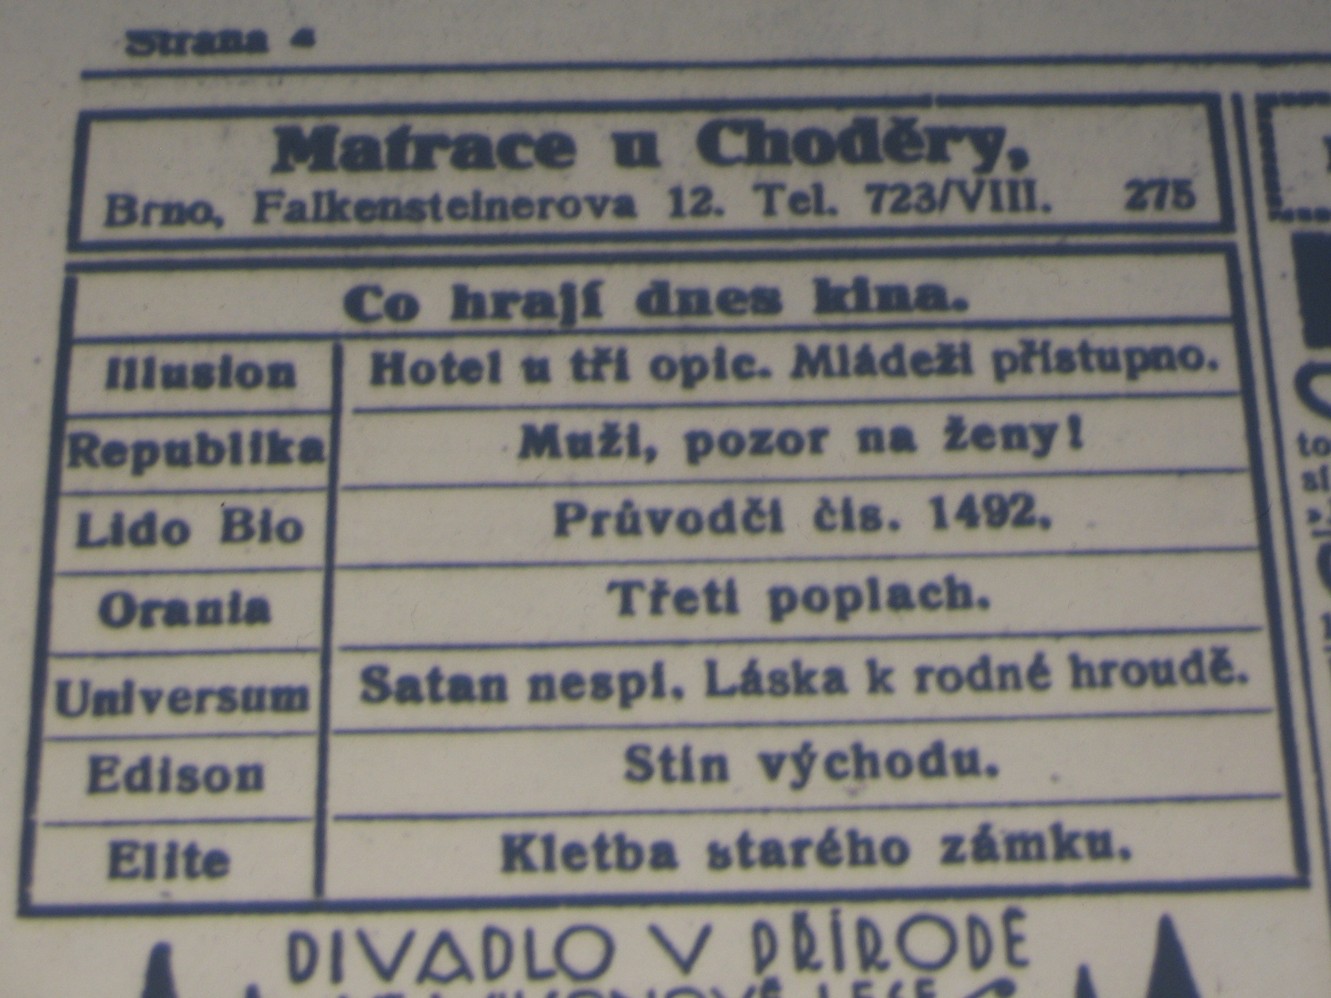 Strana 4
Matrace u Choděry,
Brno, Falkensteinerova 12. Tel. 723/VIII. 275
Co hrají dnes kina.
Illusion Hotel u tří opic. Mládeži přístupno.
Republika Muži, pozor na ženy!
Lido Bio Průvodčí čís. 1492.
Orania Třetí poplach.
Universum Satan nespí. Láska k rodné hroudě.
Edison Stín východu.
Elite Kletba starého zámku.
DIVADLO V PŘÍRODĚ